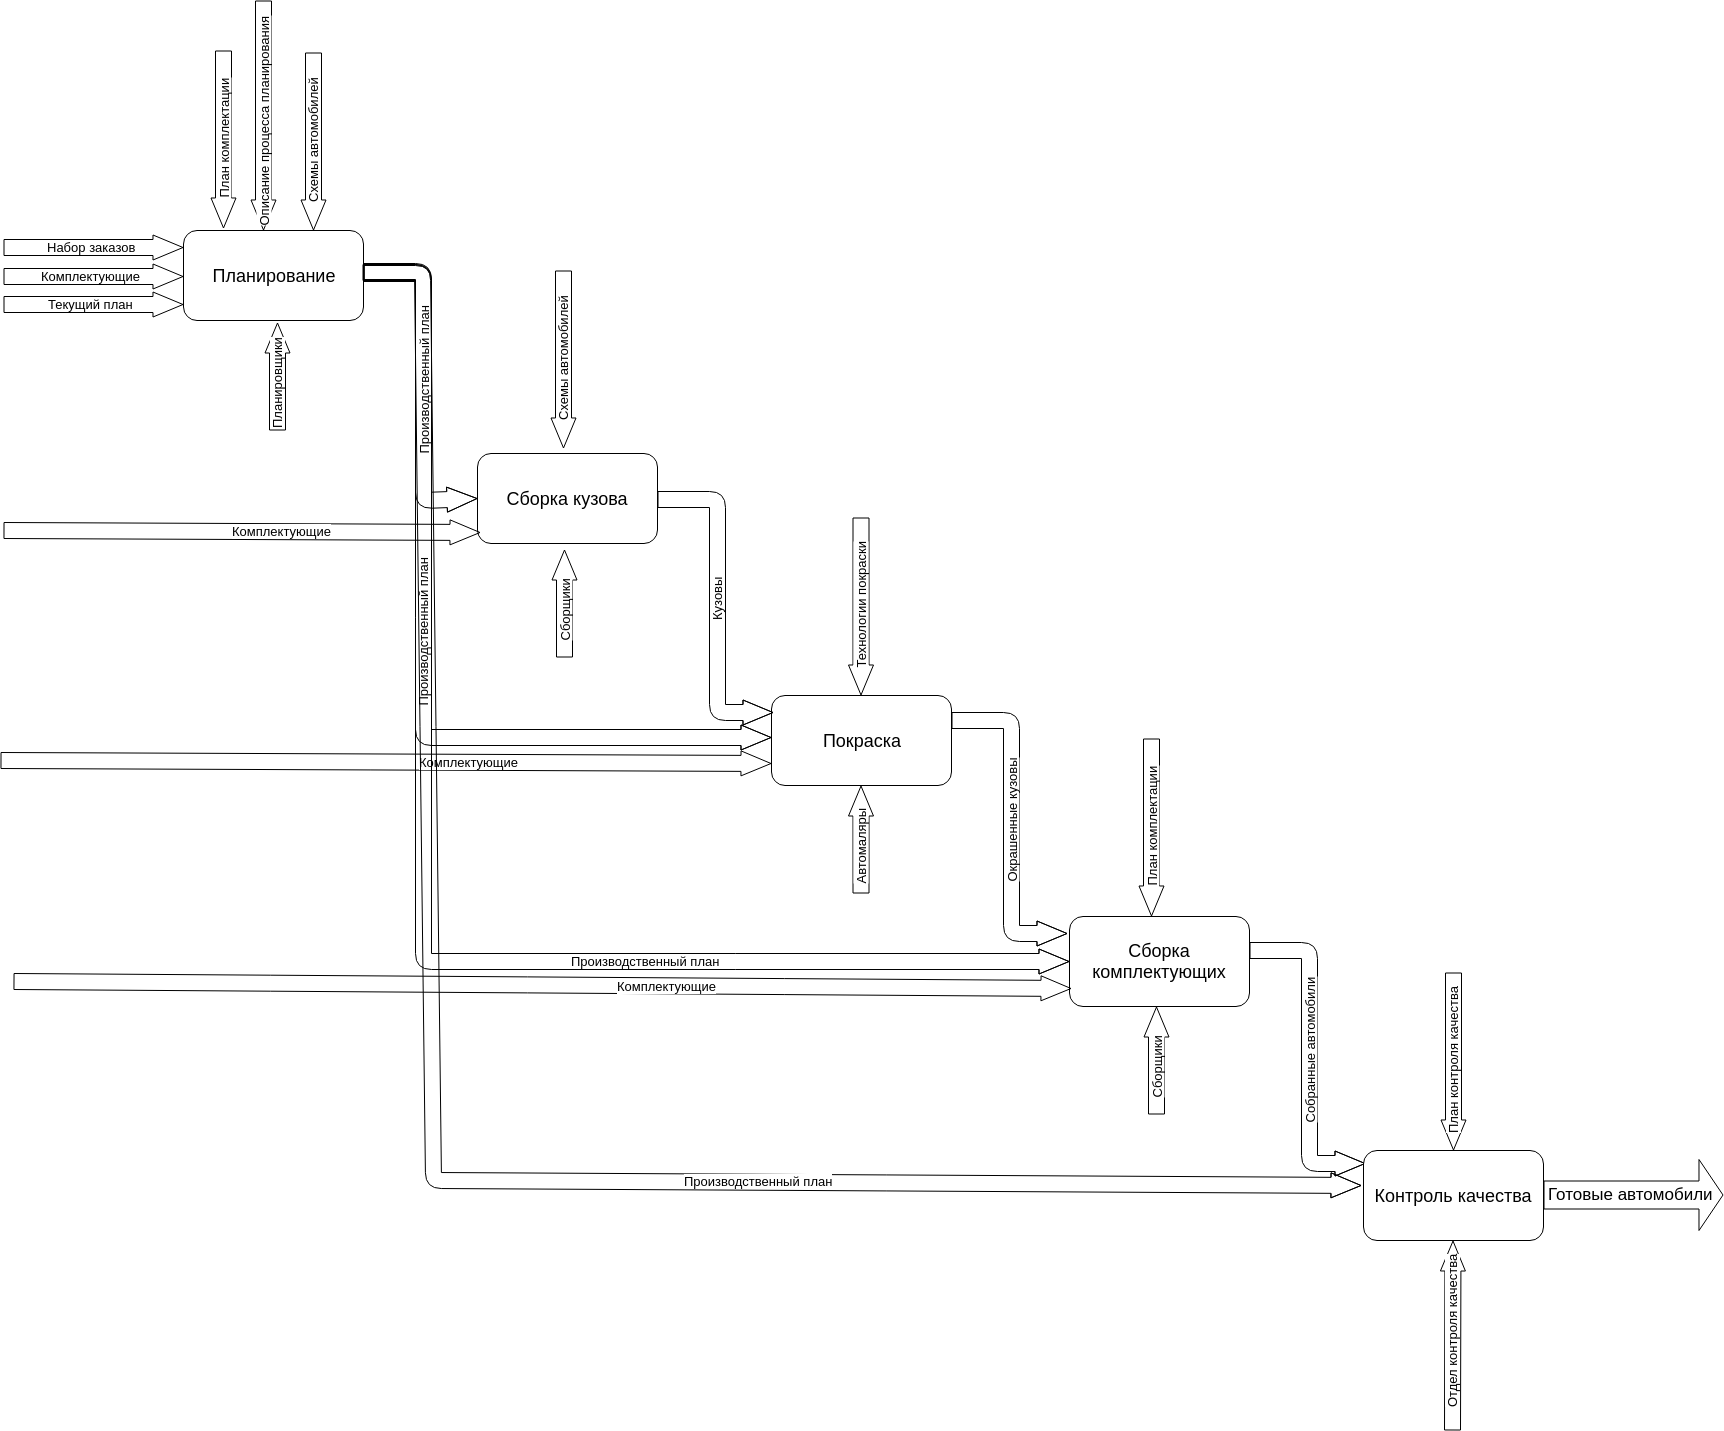 План комплектации
Описание процесса планирования
Схемы автомобилей
Набор заказов
Комплектующие
Текущий план
Планирование
Планировщики
Производственный план
Схемы автомобилей
Сборка кузова
Комплектующие
Сборщики
Производственный план
Кузовы
Технологии покраски
Покраска
Комплектующие
Автомаляры
Окрашенные кузовы
План комплектации
Сборка
комплектующих
Производственный план
Комплектующие
Сборщики
Собранные автомобили
План контроля качества
Производственный план
Контроль качества
Готовые автомобили
Отдел контроля качества